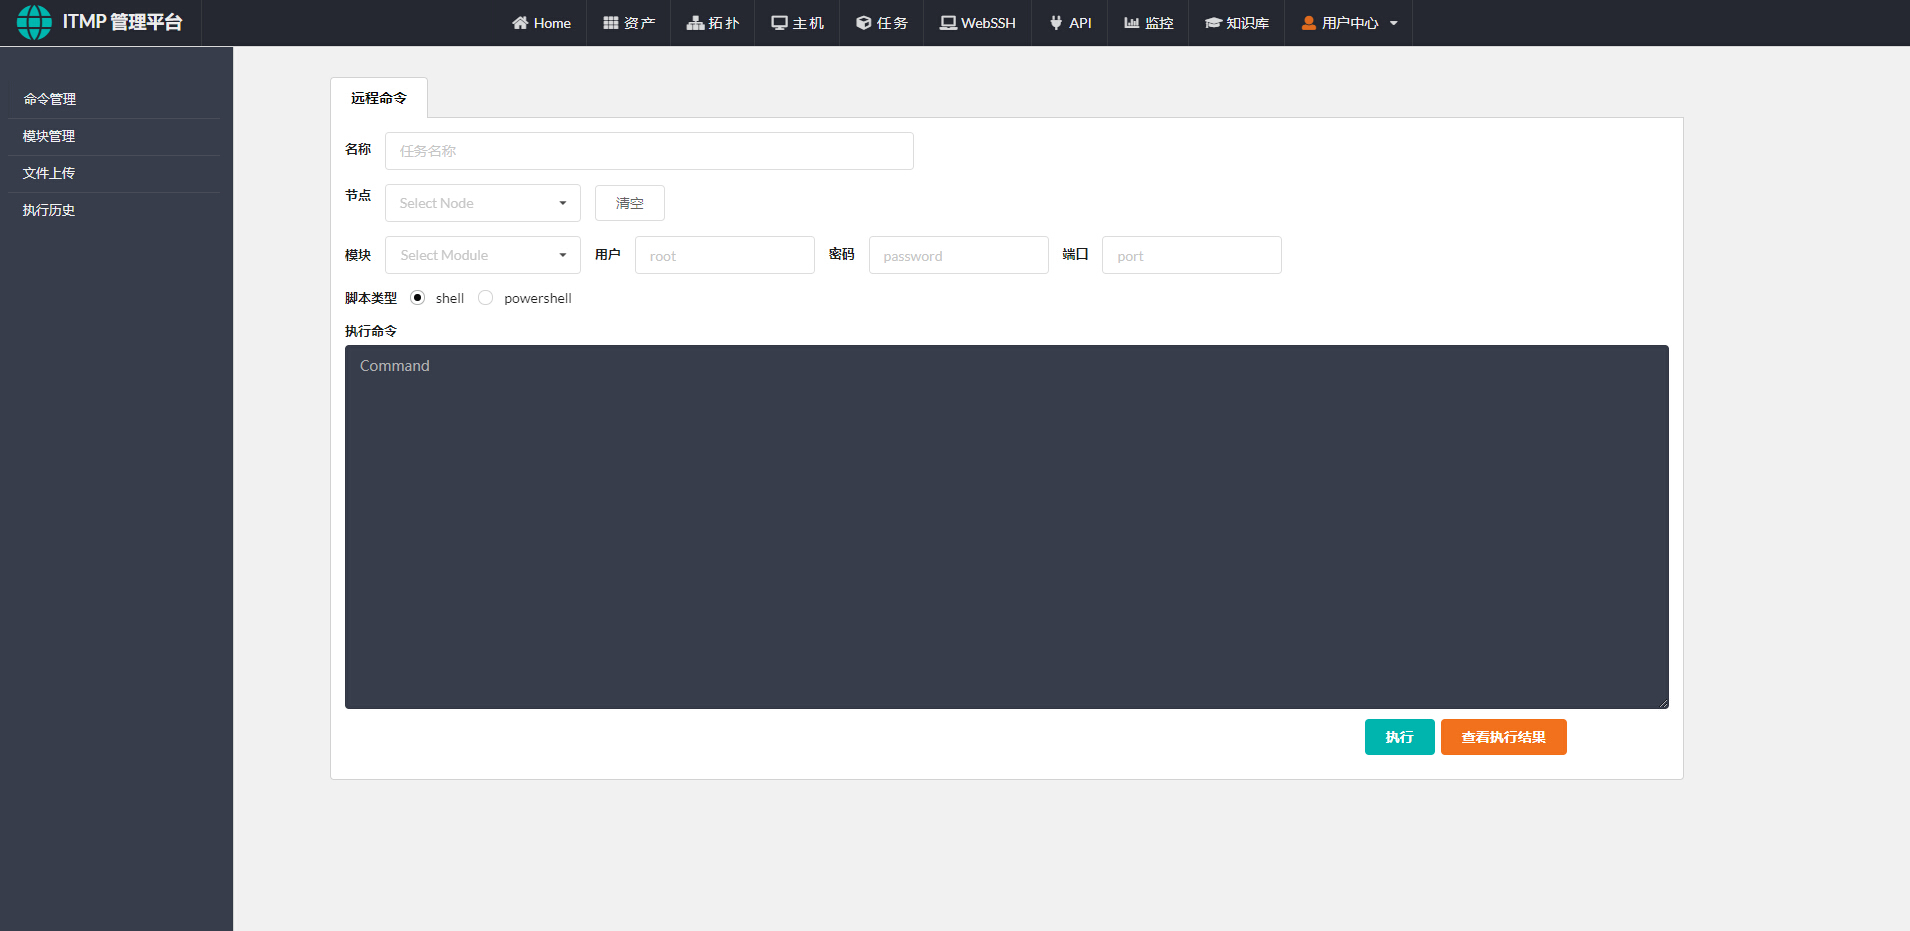 ITMP 管理平台
Home 资产 拓扑 主机 任务 WebSSH API 监控 知识库 用户中心
命令管理
模块管理
文件上传
执行历史
远程命令
名称 任务名称
节点 Select Node 清空
模块 Select Module 用户 root 密码 password 端口 port
脚本类型 shell powershell
执行命令
Command
执行 查看执行结果